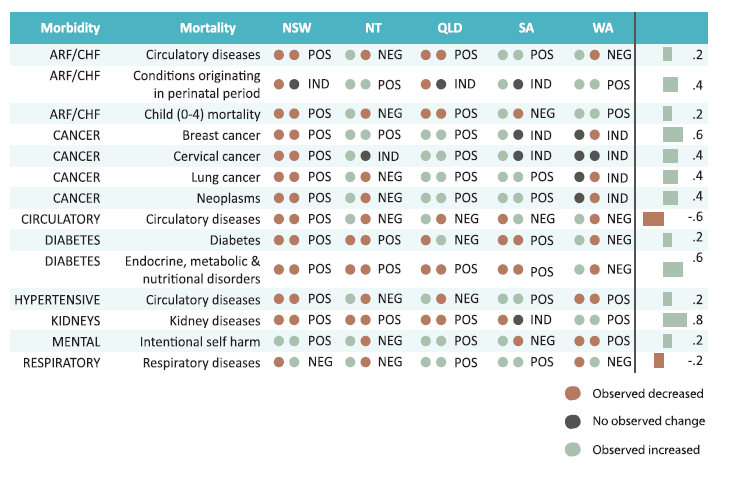 Morbidity Mortality NSW NT QLD SA WA
ARF/CHF Circulatory diseases POS NEG POS POS NEG .2
ARF/CHF Conditions originating
in perinatal period IND POS IND IND POS .4
ARF/CHF Child (0-4) mortality POS NEG POS NEG POS .2
CANCER Breast cancer POS POS POS IND IND .6
CANCER Cervical cancer POS IND POS IND IND .4
CANCER Lung cancer POS NEG POS POS IND .4
CANCER Neoplasms POS NEG POS POS IND .4
CIRCULATORY Circulatory diseases POS NEG NEG NEG NEG -.6
DIABETES Diabetes POS POS NEG POS NEG .2
DIABETES Endocrine, metabolic &
nutritional disorders POS POS POS POS NEG .6
HYPERTENSIVE Circulatory diseases POS NEG NEG POS POS .2
KIDNEYS Kidney diseases POS POS POS IND POS .8
MENTAL Intentional self harm POS NEG POS NEG POS .2
RESPIRATORY Respiratory diseases NEG NEG POS POS NEG -.2
Observed decreased
No observed change
Observed increased